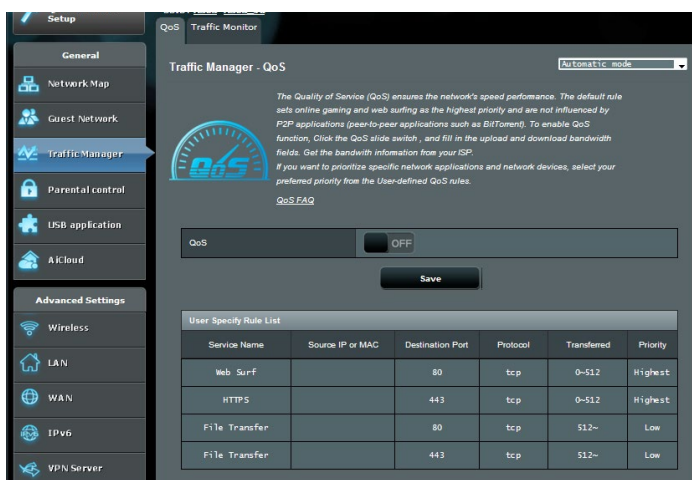 Setup
General
Network Map
Guest Network
Traffic Manager
Parental control
USB application
AiCloud
Advanced Settings
Wireless
LAN
WAN
IPv6
VPN Server
QoS Traffic Monitor
Traffic Manager - QoS
Automatic mode
The Quality of Service (QoS) ensures the network's speed performance. The default rule
sets online gaming and web surfing as the highest priority and are not influenced by
P2P applications (peer-to-peer applications such as BitTorrent). To enable QoS
function, Click the QoS slide switch , and fill in the upload and download bandwidth
fields. Get the bandwith information from your ISP.
If you want to prioritize specific network applications and network devices, select your
preferred priority from the User-defined QoS rules.
QoS FAQ
QoS
QoS OFF
Save
User Specify Rule List
Service Name Source IP or MAC Destination Port Protocol Transferred Priority
Web Surf 80 tcp 0~512 Highest
HTTPS 443 tcp 0~512 Highest
File Transfer 80 tcp 512~ Low
File Transfer 443 tcp 512~ Low